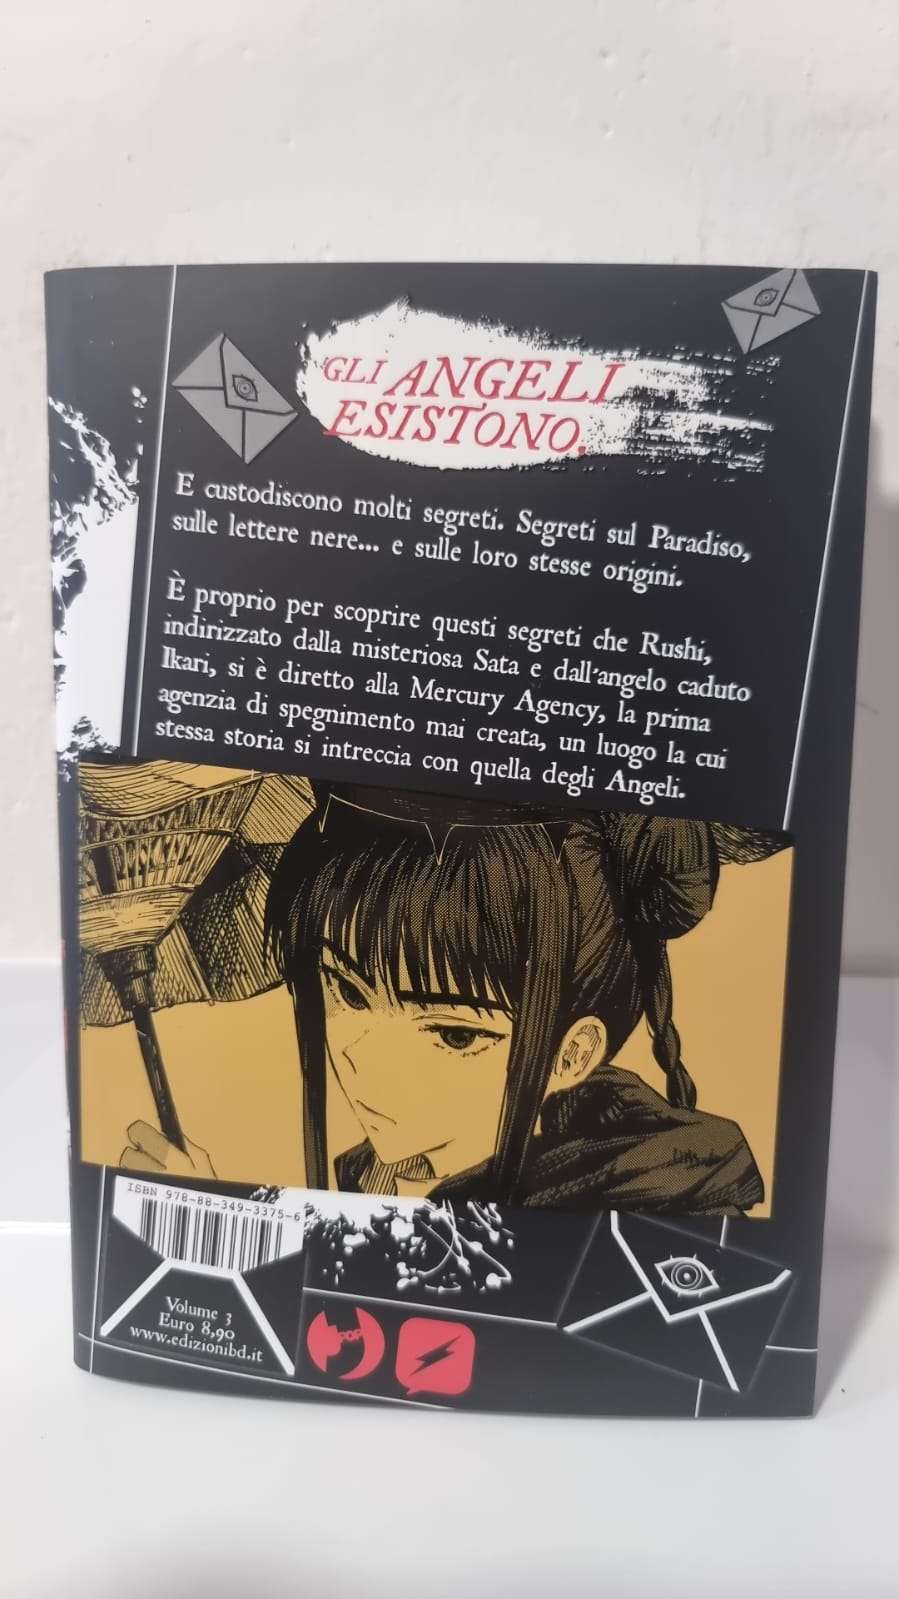 GLI ANGELI
ESISTONO.
E custodiscono molti segreti. Segreti sul Paradiso,
sulle lettere nere... e sulle loro stesse origini.
È proprio per scoprire questi segreti che Rushi,
indirizzato dalla misteriosa Sata e dall'angelo caduto
Ikari, si è diretto alla Mercury Agency, la prima
agenzia di spegnimento mai creata, un luogo la cui
stessa storia si intreccia con quella degli Angeli.
ISBN 978-88-349-3375-6
Volume 3
Euro 8,90
www.edizionibd.it
POP